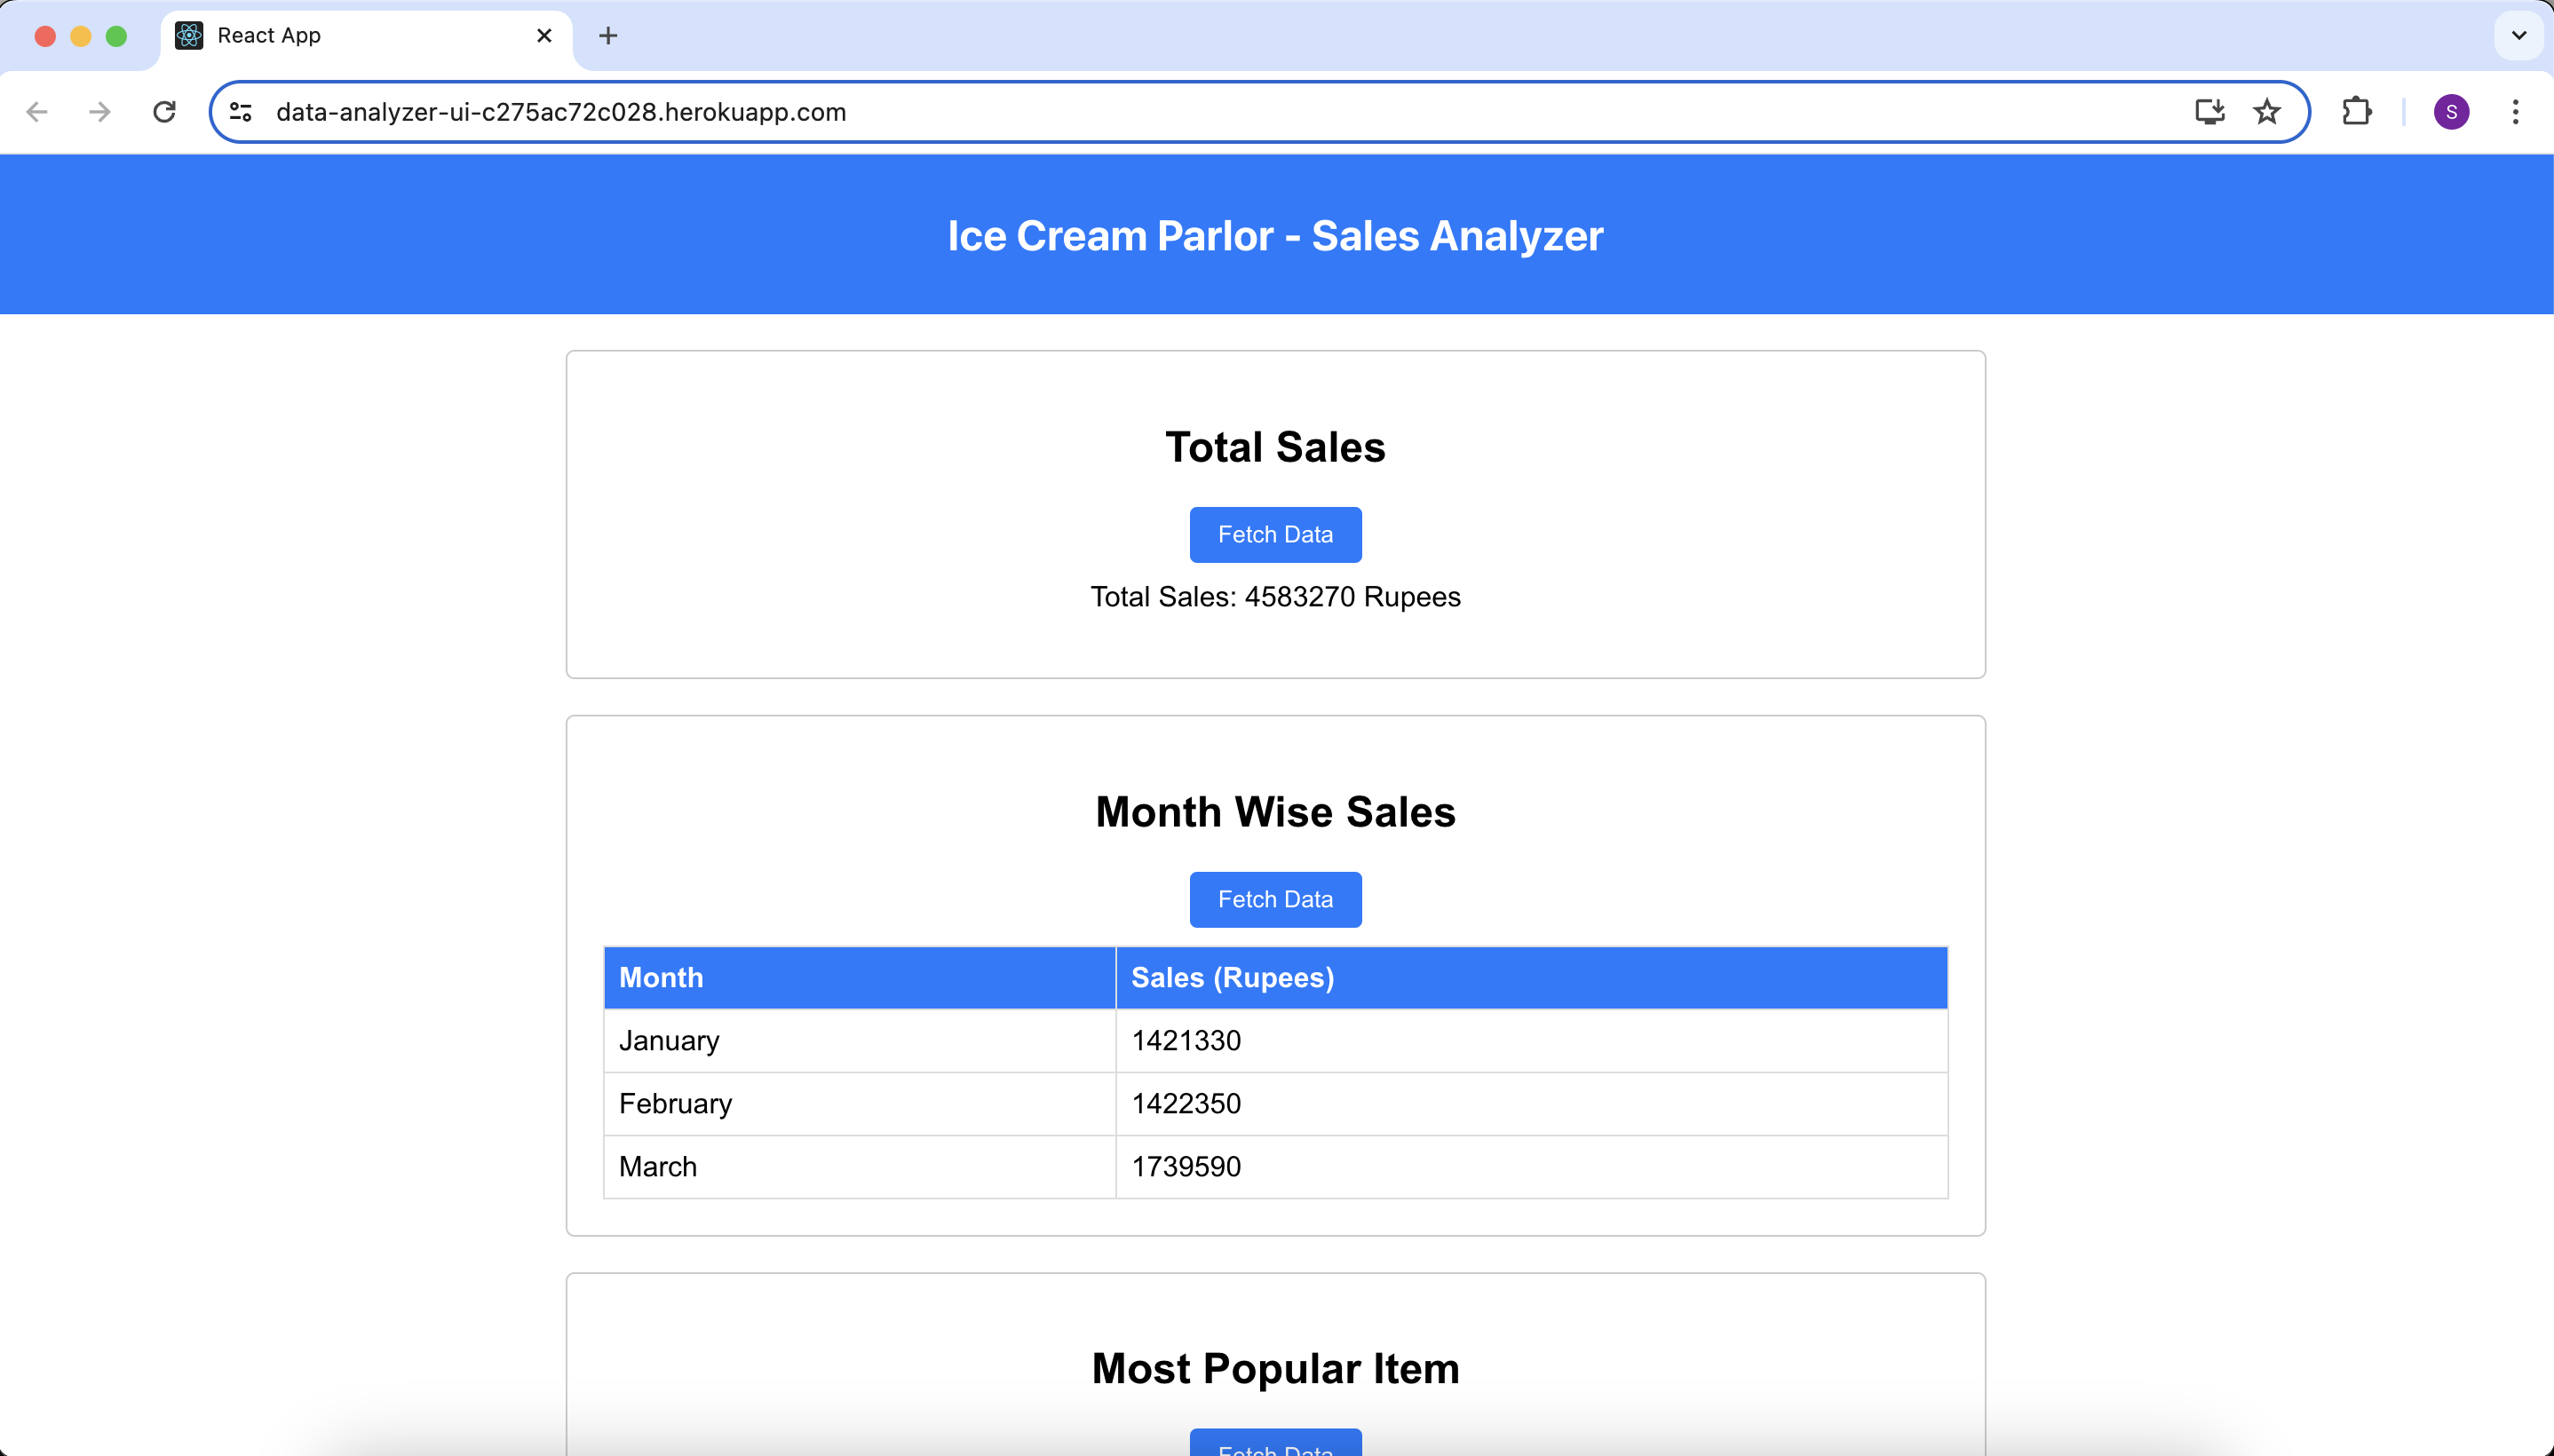 React App
data-analyzer-ui-c275ac72c028.herokuapp.com
S
Ice Cream Parlor - Sales Analyzer
Total Sales
Fetch Data
Total Sales: 4583270 Rupees
Month Wise Sales
Fetch Data
Month Sales (Rupees)
January 1421330
February 1422350
March 1739590
Most Popular Item
Fetch Data